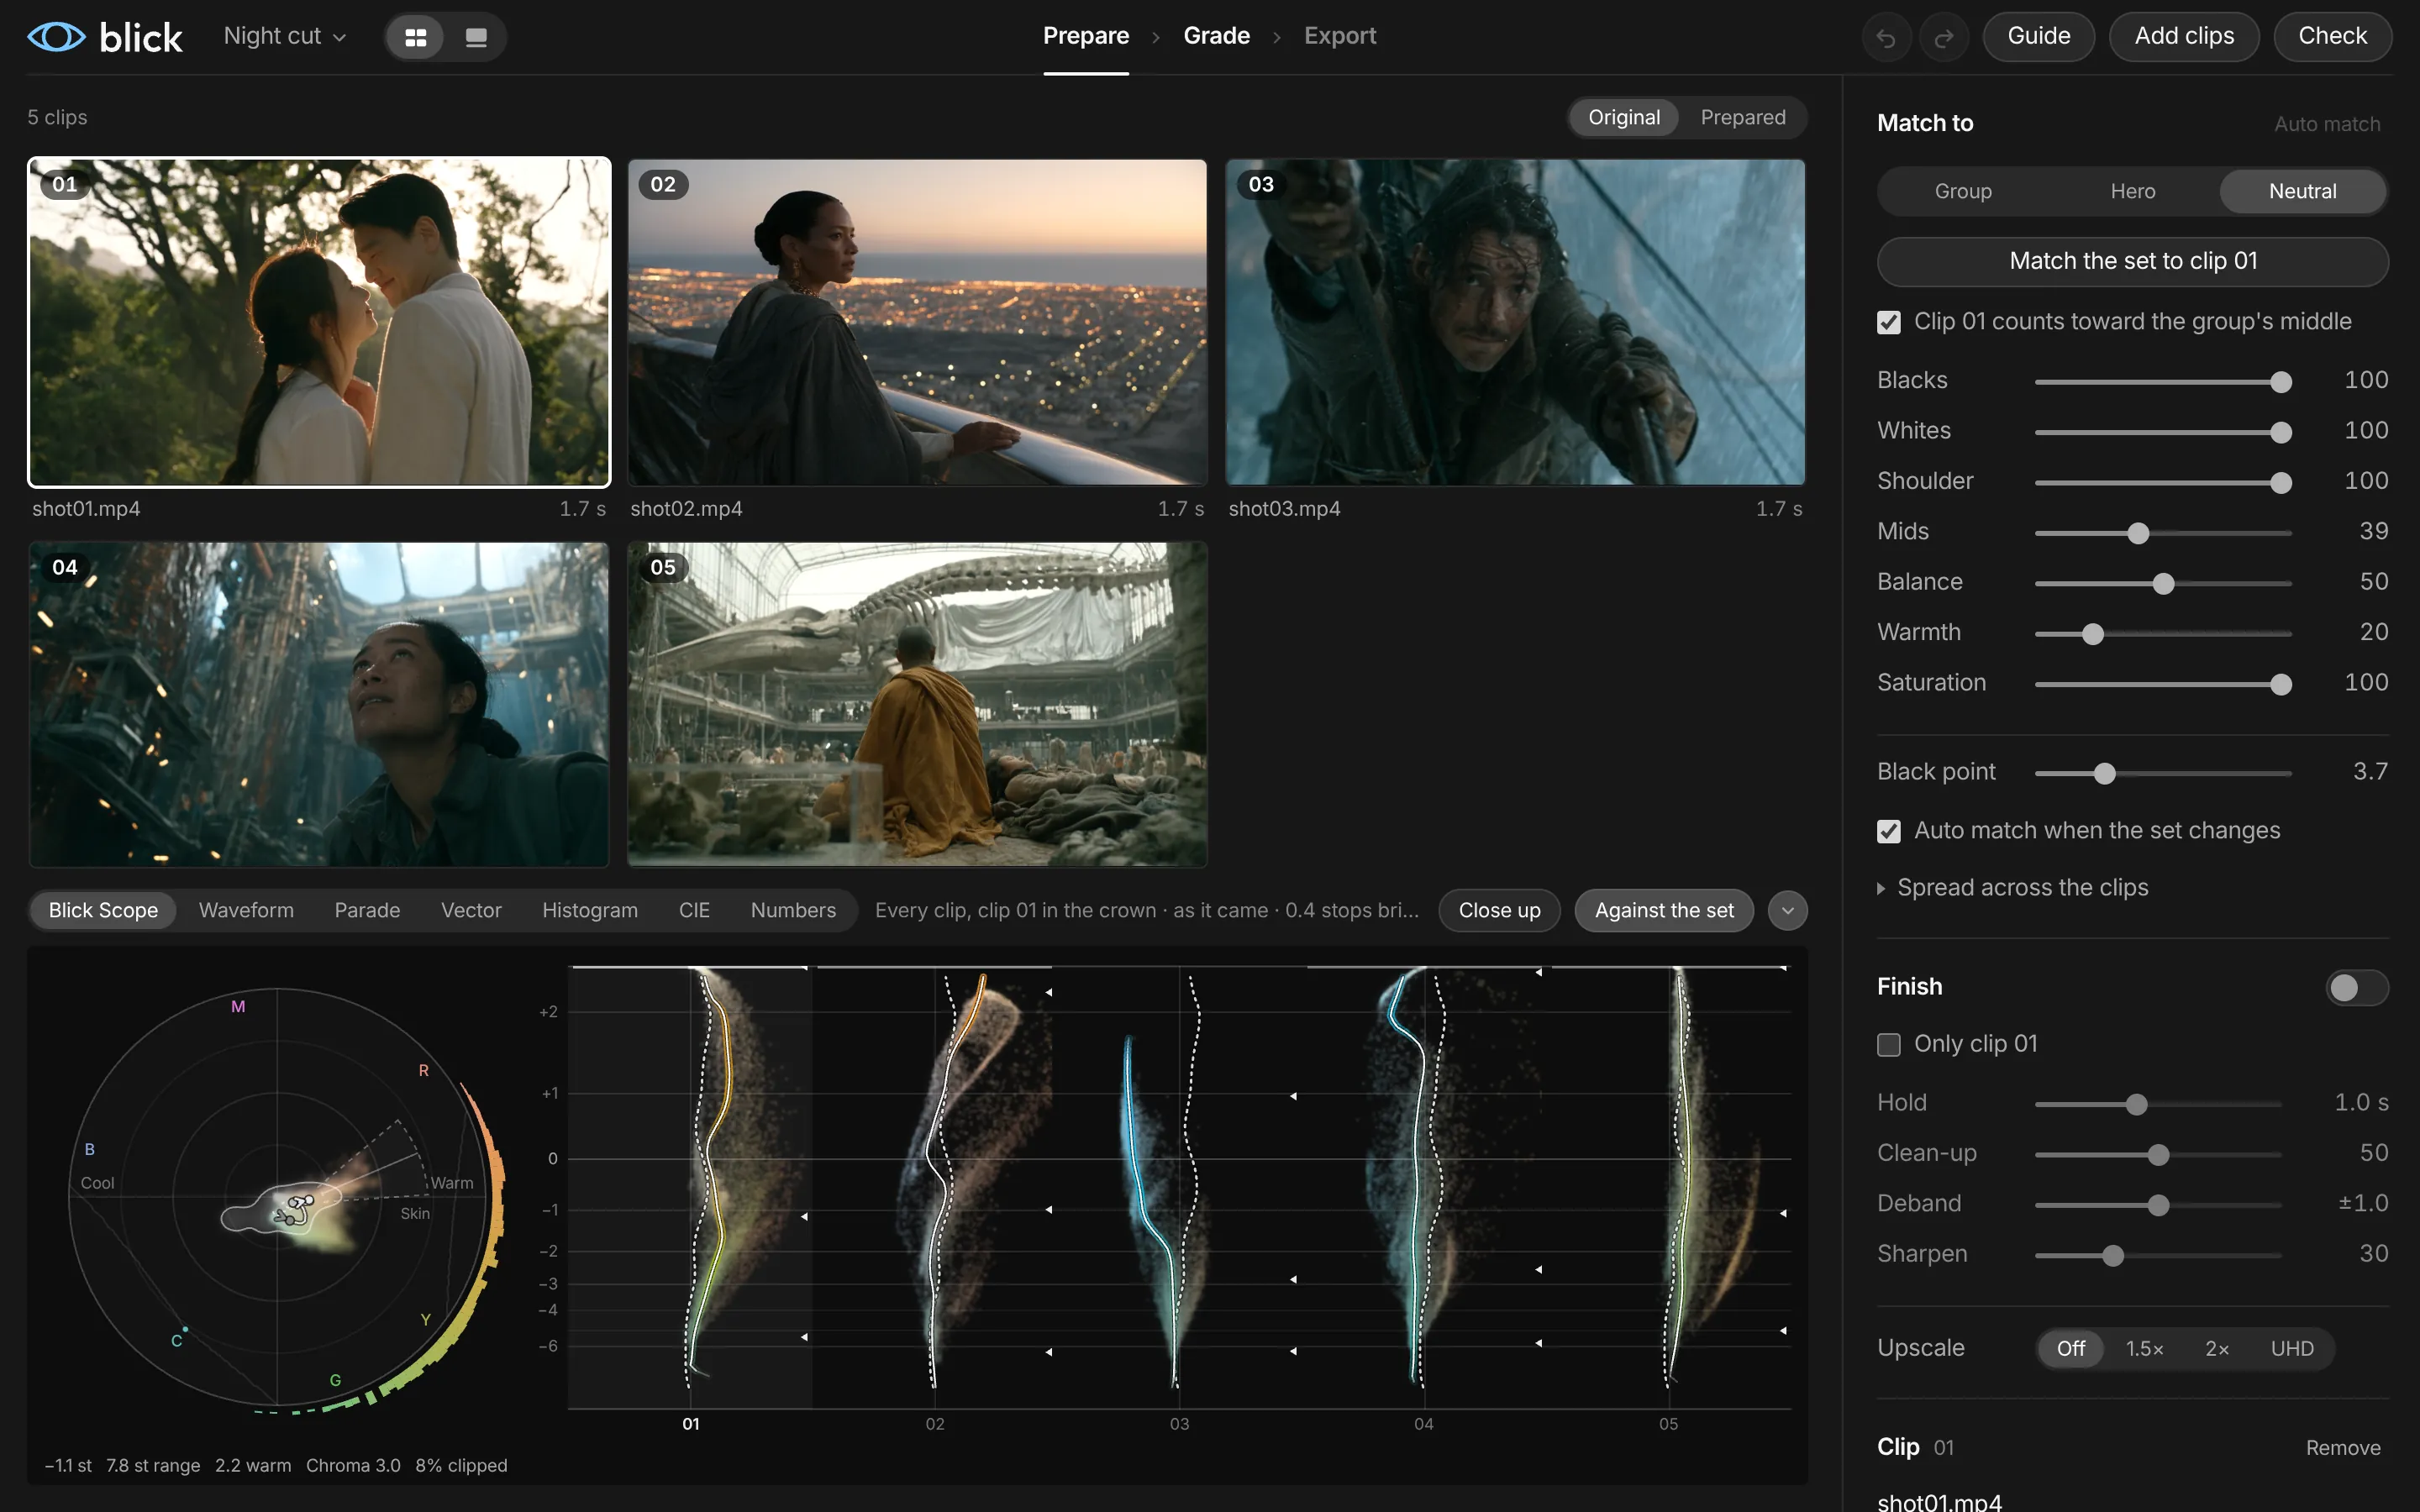 blick
Night cut
Prepare
Grade
Export
Guide
Add clips
Check
5 clips
Original
Prepared
01
02
03
shot01.mp4
1.7 s
shot02.mp4
1.7 s
shot03.mp4
1.7 s
04
05
Blick Scope
Waveform
Parade
Vector
Histogram
CIE
Numbers
Every clip, clip 01 in the crown · as it came · 0.4 stops bri...
Close up
Against the set
M
R
B
Cool
Warm
Skin
Y
C
G
+2
+1
0
−1
−2
−3
−4
−6
01
02
03
04
05
−1.1 st
7.8 st range
2.2 warm
Chroma 3.0
8% clipped
Match to
Auto match
Group
Hero
Neutral
Match the set to clip 01
Clip 01 counts toward the group's middle
Blacks 100
Whites 100
Shoulder 100
Mids 39
Balance 50
Warmth 20
Saturation 100
Black point 3.7
Auto match when the set changes
Spread across the clips
Finish
Only clip 01
Hold 1.0 s
Clean-up 50
Deband ±1.0
Sharpen 30
Upscale Off 1.5× 2× UHD
Clip 01 Remove
shot01.mp4